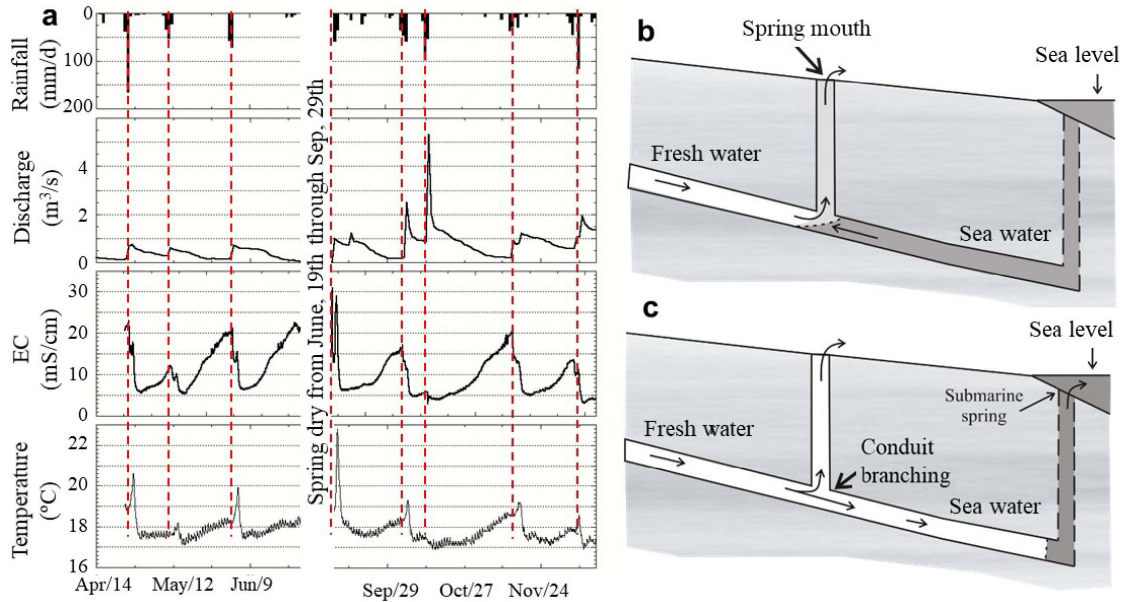 a
Rainfall
(mm/d)
0
50
100
150
200
Discharge
(m³/s)
4
2
0
EC
(mS/cm)
30
20
10
0
Temperature
(ºC)
22
20
18
16
Apr/14
May/12
Jun/9
Spring dry from June, 19th through Sep, 29th
Sep/29
Oct/27
Nov/24
b
Spring mouth
Sea level
Fresh water
Sea water
c
Sea level
Submarine
spring
Fresh water
Conduit
branching
Sea water